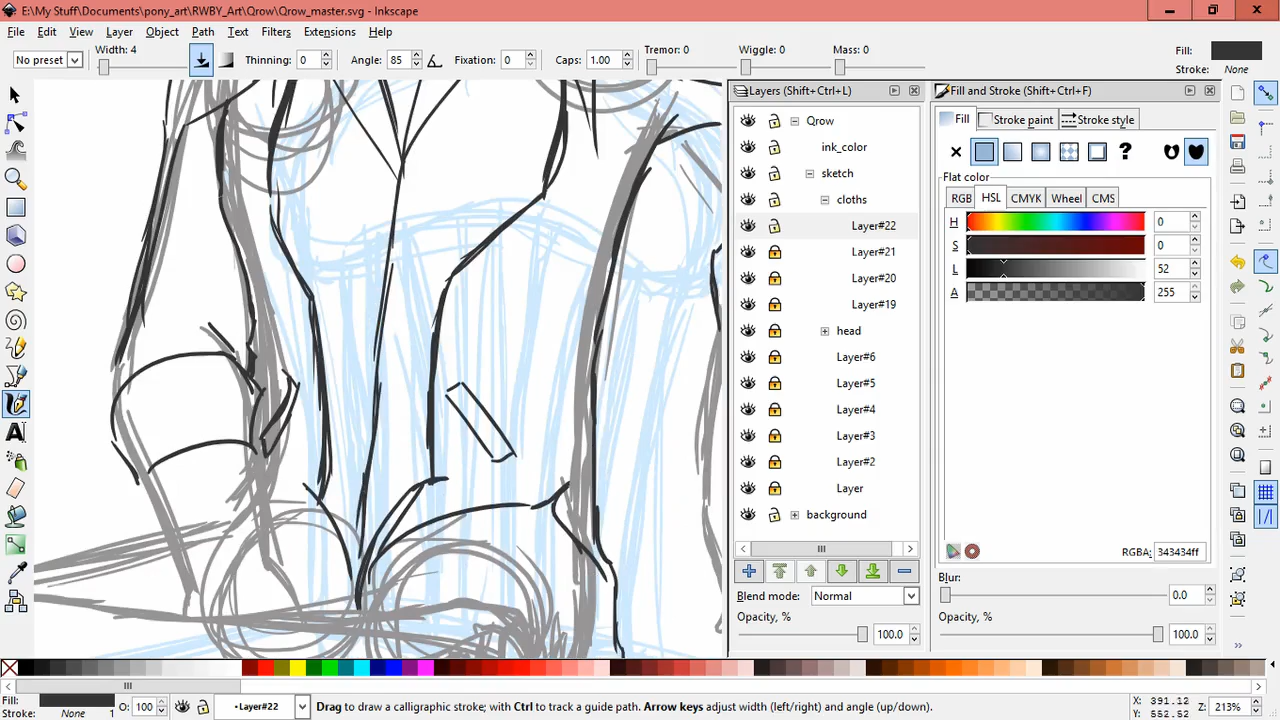 E:\My Stuff\Documents\pony_art\RWBY_Art\Qrow\Qrow_master.svg - Inkscape
File Edit View Layer Object Path Text Filters Extensions Help
No preset Width: 4 Thinning: 0 Angle: 85 Fixation: 0 Caps: 1.00 Tremor: 0 Wiggle: 0 Mass: 0 Fill: Stroke: None
Layers (Shift+Ctrl+L)
Qrow
ink_color
sketch
cloths
Layer#22
Layer#21
Layer#20
Layer#19
head
Layer#6
Layer#5
Layer#4
Layer#3
Layer#2
Layer
background
Blend mode: Normal
Opacity, % 100.0
Fill and Stroke (Shift+Ctrl+F)
Fill Stroke paint Stroke style
?
Flat color
RGB HSL CMYK Wheel CMS
H 0
S 0
L 52
A 255
RGBA: 343434ff
Blur:
0.0
Opacity, %
100.0
Fill:
Stroke: None 1 O: 100 •Layer#22 Drag to draw a calligraphic stroke; with Ctrl to track a guide path. Arrow keys adjust width (left/right) and angle (up/down). X: 391.12 Y: 552.52 Z: 213%